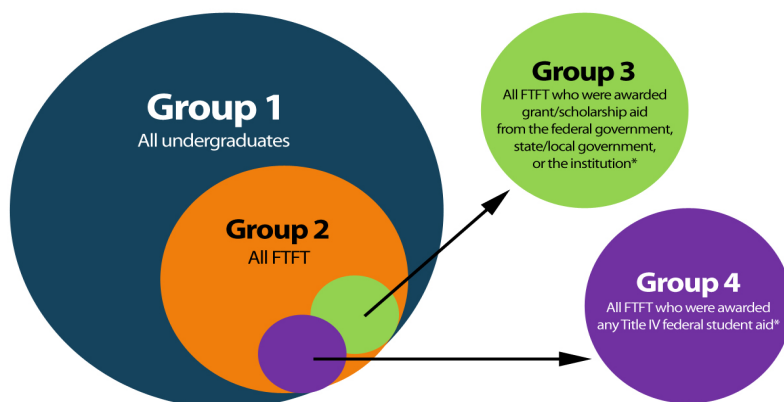 Group 1
All undergraduates
Group 2
All FTFT
Group 3
All FTFT who were awarded
grant/scholarship aid
from the federal government,
state/local government,
or the institution*
Group 4
All FTFT who were awarded
any Title IV federal student aid*